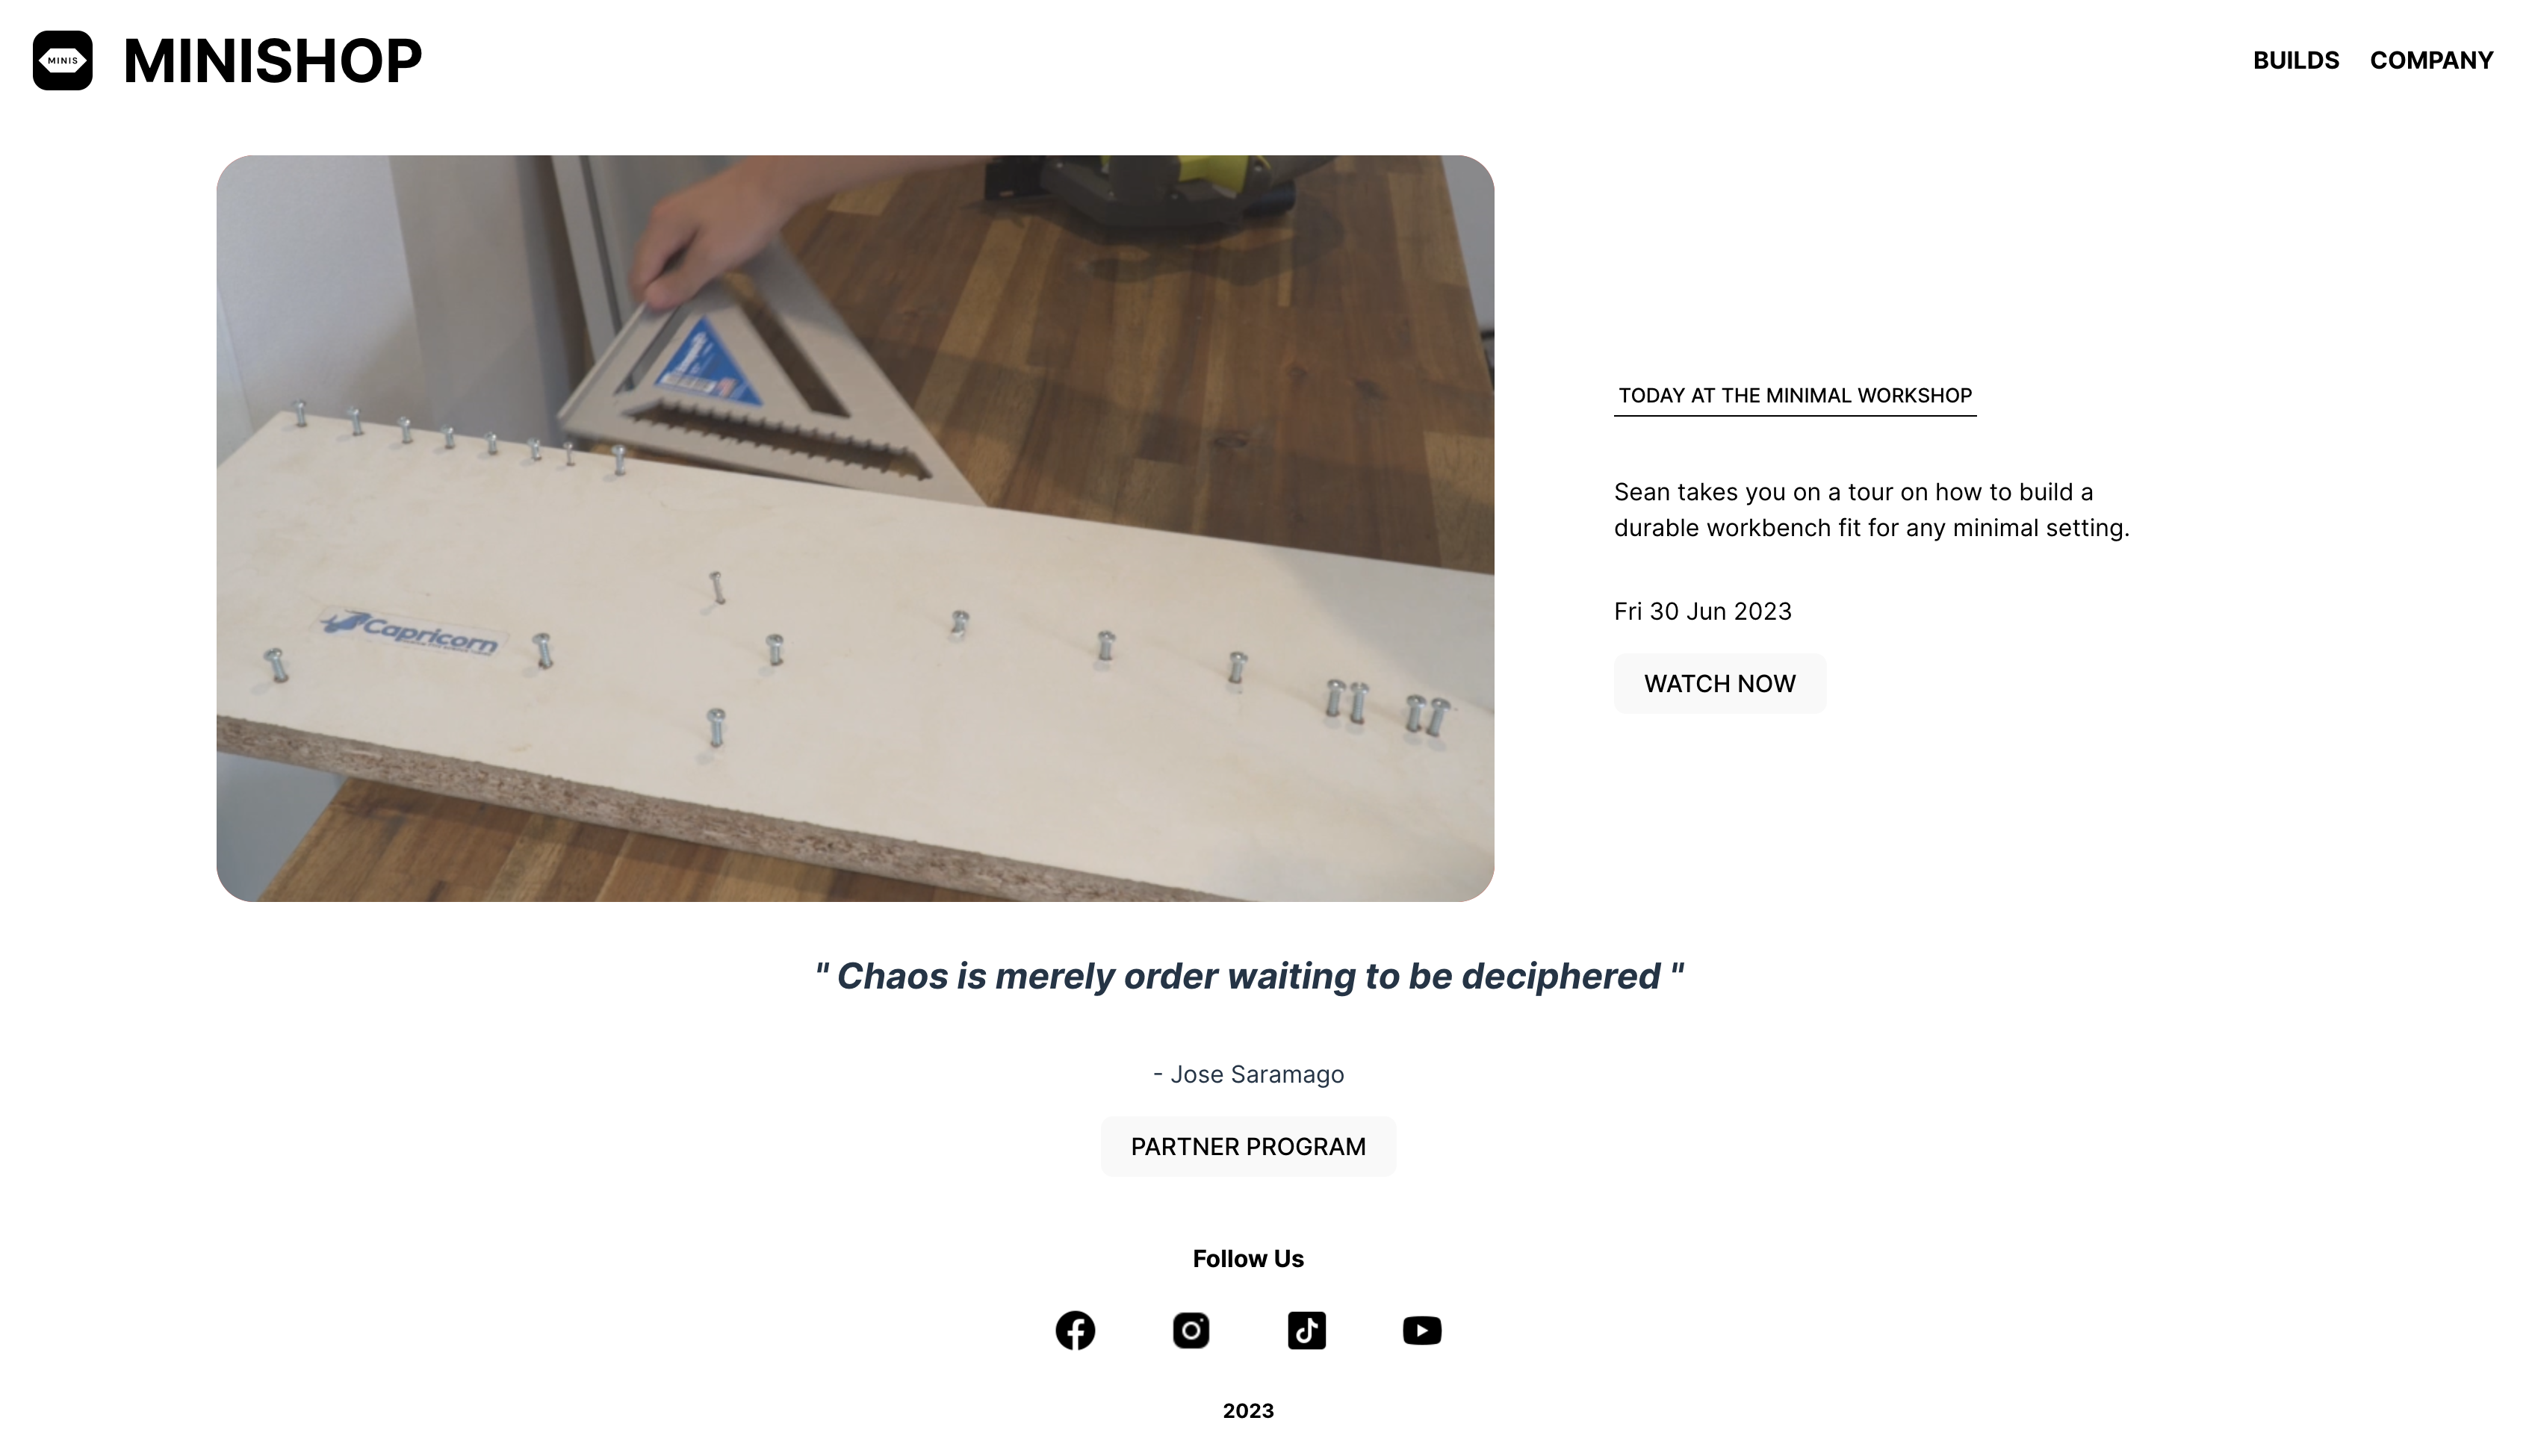 MINIS
MINISHOP
BUILDS
COMPANY
Capricorn
TODAY AT THE MINIMAL WORKSHOP
Sean takes you on a tour on how to build a
durable workbench fit for any minimal setting.
Fri 30 Jun 2023
WATCH NOW
" Chaos is merely order waiting to be deciphered "
- Jose Saramago
PARTNER PROGRAM
Follow Us
2023